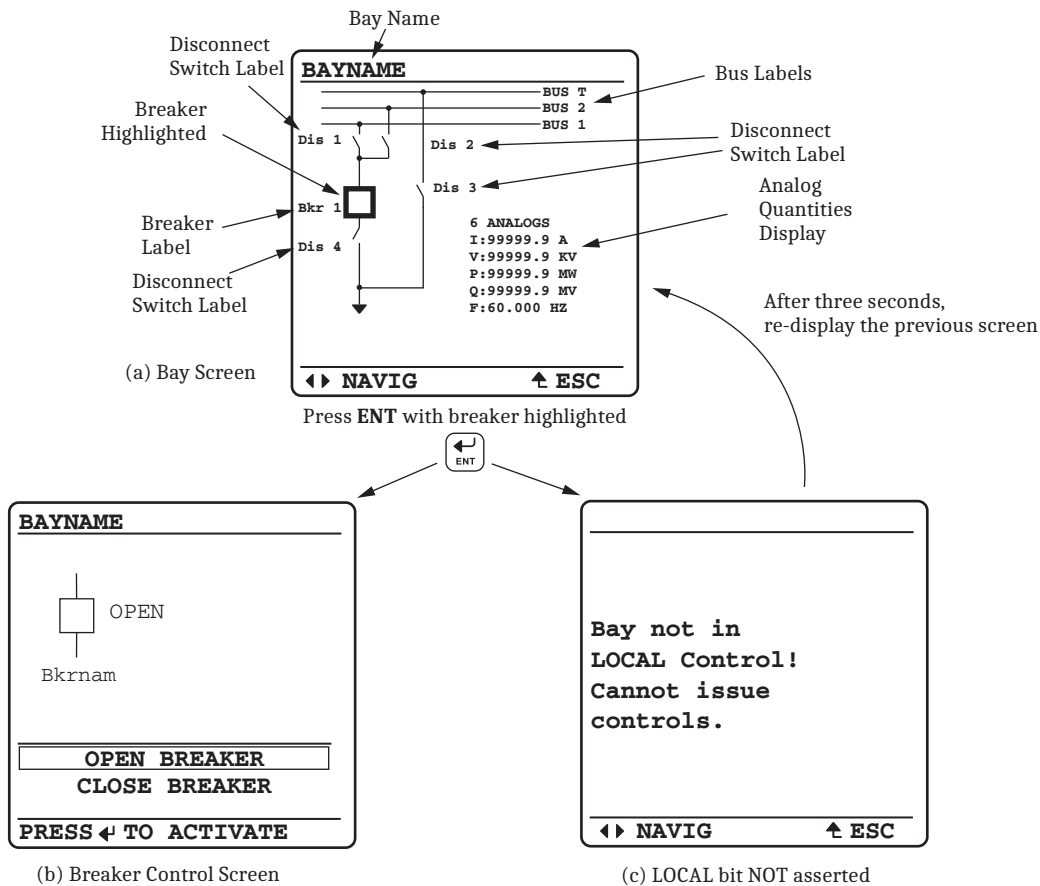 Bay Name
Disconnect
Switch Label
BAYNAME
Bus Labels
BUS T
BUS 2
BUS 1
Breaker
Highlighted
Dis 1
Dis 2
Disconnect
Switch Label
Dis 3
Analog
Quantities
Display
Bkr 1
Breaker
Label
6 ANALOGS
I:99999.9 A
V:99999.9 KV
P:99999.9 MW
Q:99999.9 MV
F:60.000 HZ
Dis 4
Disconnect
Switch Label
After three seconds,
re-display the previous screen
(a) Bay Screen
NAVIG ESC
Press ENT with breaker highlighted
ENT
BAYNAME
OPEN
Bkrnam
OPEN BREAKER
CLOSE BREAKER
PRESS TO ACTIVATE
(b) Breaker Control Screen
Bay not in
LOCAL Control!
Cannot issue
controls.
NAVIG ESC
(c) LOCAL bit NOT asserted